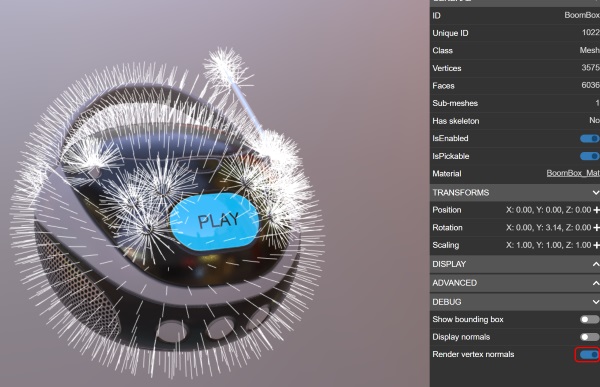 PLAY
ID BoomBox
Unique ID 1022
Class Mesh
Vertices 3575
Faces 6036
Sub-meshes 1
Has skeleton No
IsEnabled
IsPickable
Material BoomBox_Mat
TRANSFORMS
Position X: 0.00, Y: 0.00, Z: 0.00
Rotation X: 0.00, Y: 3.14, Z: 0.00
Scaling X: 1.00, Y: 1.00, Z: 1.00
DISPLAY
ADVANCED
DEBUG
Show bounding box
Display normals
Render vertex normals